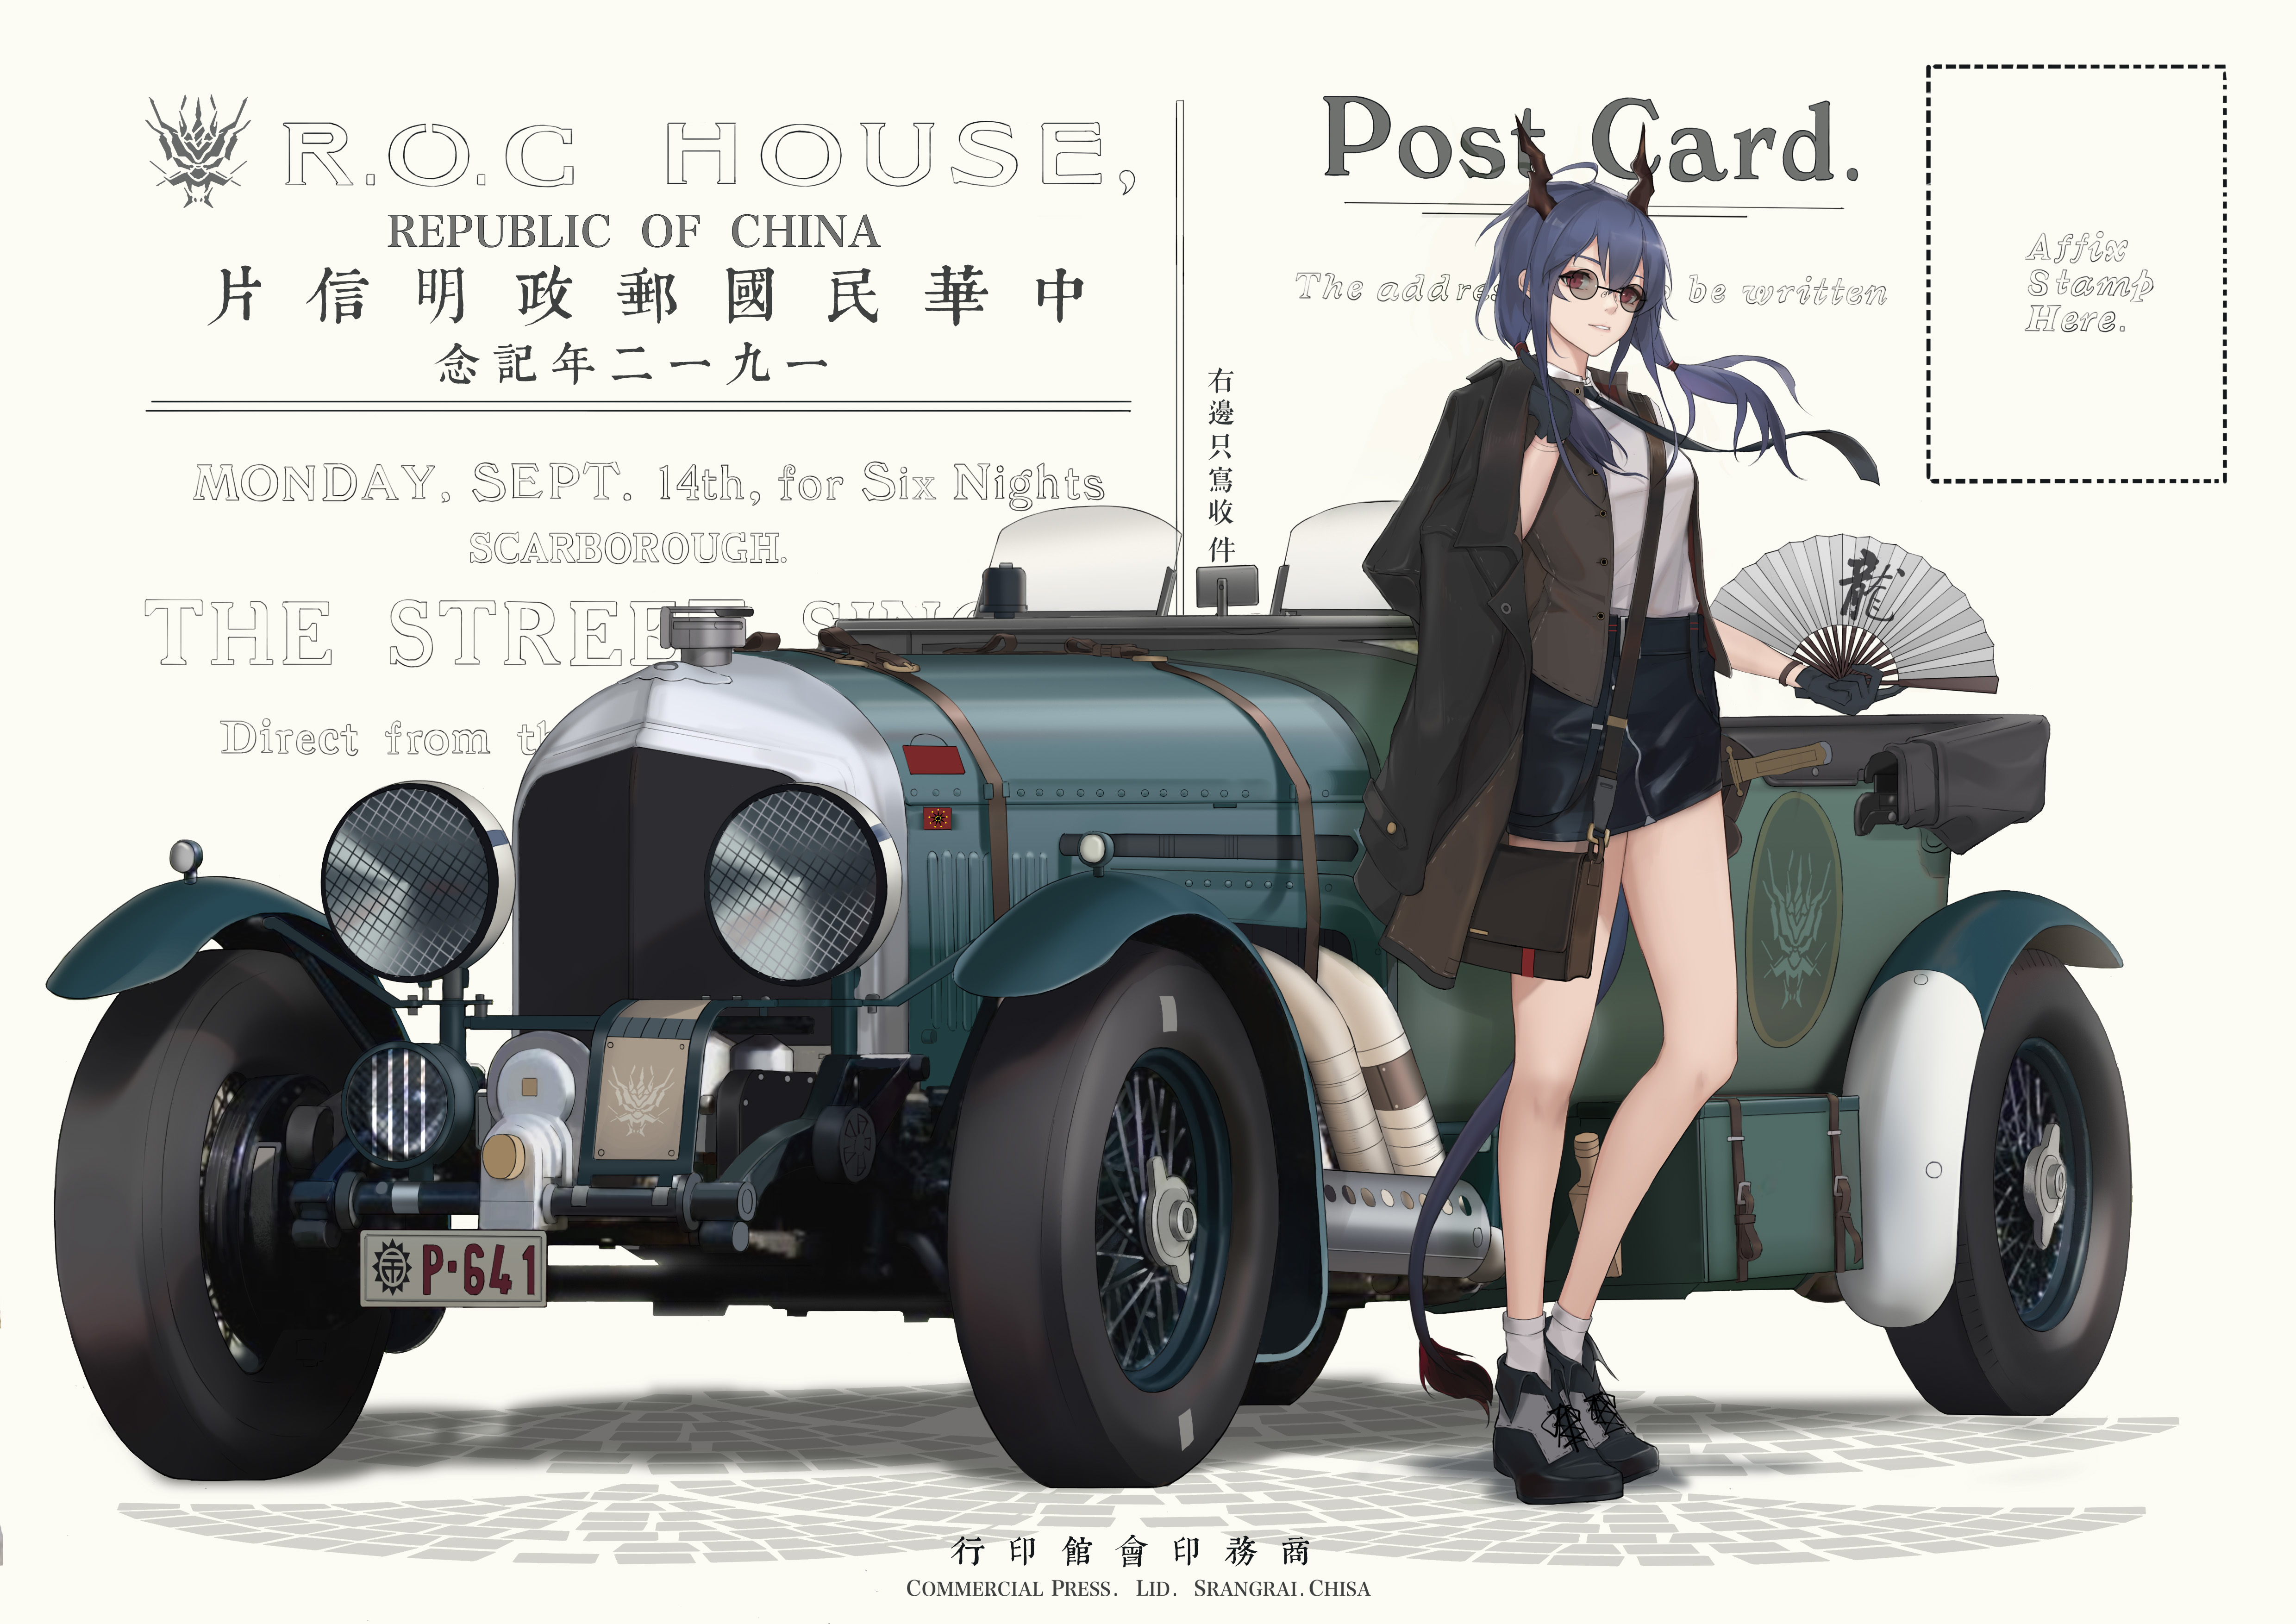 R.O.C HOUSE,
REPUBLIC OF CHINA
中華民國郵政明信片
一九一二年記念
MONDAY, SEPT. 14th, for Six Nights
SCARBOROUGH.
THE STREET
Direct from
右邊只寫收件
Post Card.
The be written
Affix
Stamp
Here.
龍
P·641
商務印會館印行
COMMERCIAL PRESS. LID. SRANGRAI. CHISA